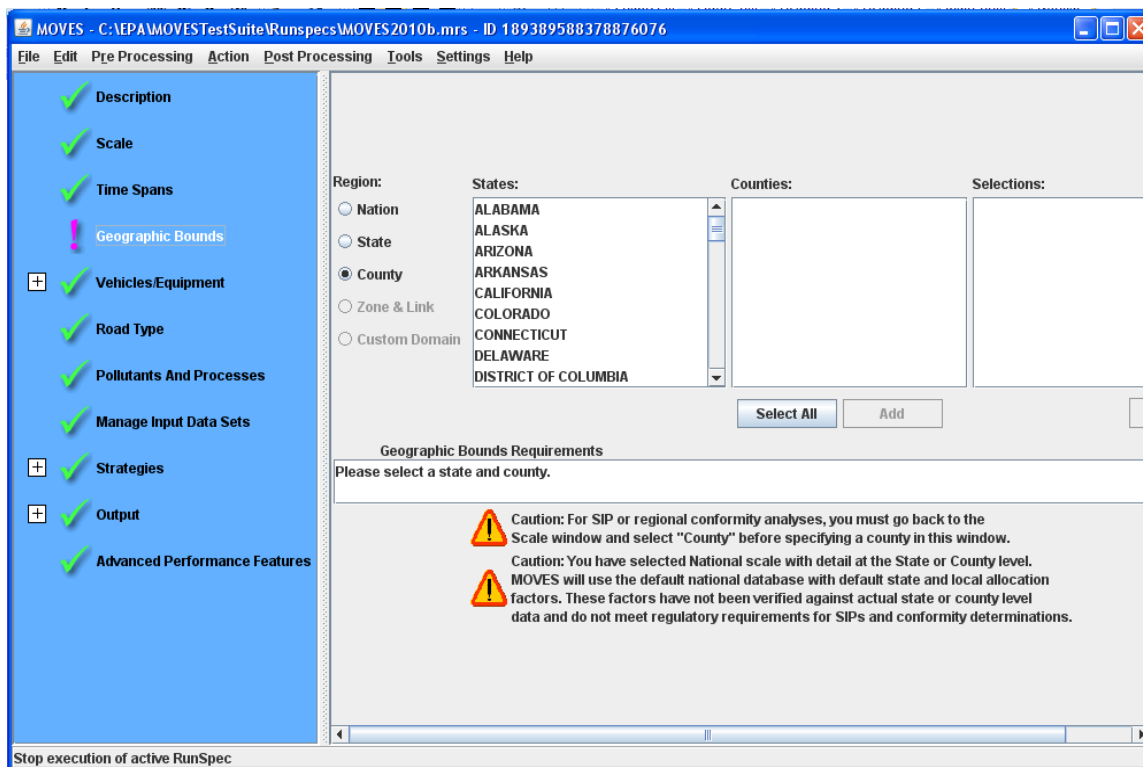 MOVES - C:\EPA\MOVESTestSuite\Runspecs\MOVES2010b.mrs - ID 189389588378876076
File Edit Pre Processing Action Post Processing Tools Settings Help
Description
Scale
Time Spans
Geographic Bounds
Vehicles/Equipment
Road Type
Pollutants And Processes
Manage Input Data Sets
Strategies
Output
Advanced Performance Features
Region:
Nation
State
County
Zone & Link
Custom Domain
States:
ALABAMA
ALASKA
ARIZONA
ARKANSAS
CALIFORNIA
COLORADO
CONNECTICUT
DELAWARE
DISTRICT OF COLUMBIA
Counties:
Selections:
Select All
Add
Geographic Bounds Requirements
Please select a state and county.
Caution: For SIP or regional conformity analyses, you must go back to the
Scale window and select "County" before specifying a county in this window.
Caution: You have selected National scale with detail at the State or County level.
MOVES will use the default national database with default state and local allocation
factors. These factors have not been verified against actual state or county level
data and do not meet regulatory requirements for SIPs and conformity determinations.
Stop execution of active RunSpec